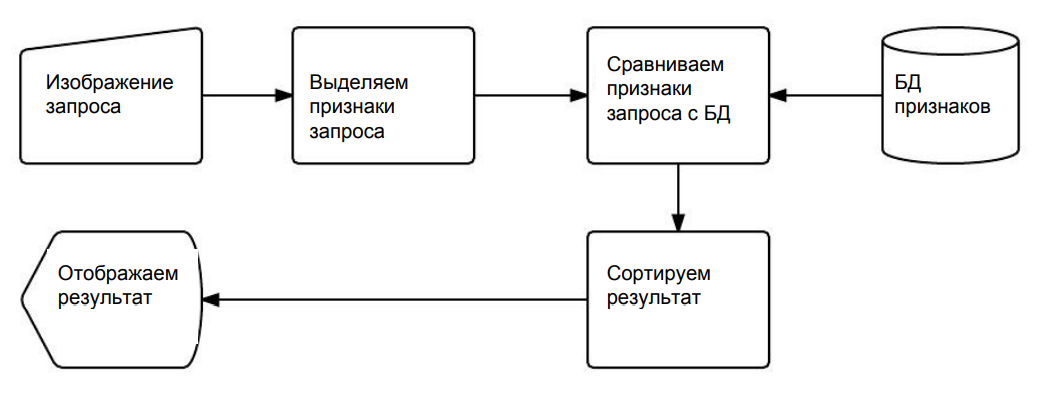 Изображение
запроса
Выделяем
признаки
запроса
Сравниваем
признаки
запроса с БД
БД
признаков
Отображаем
результат
Сортируем
результат